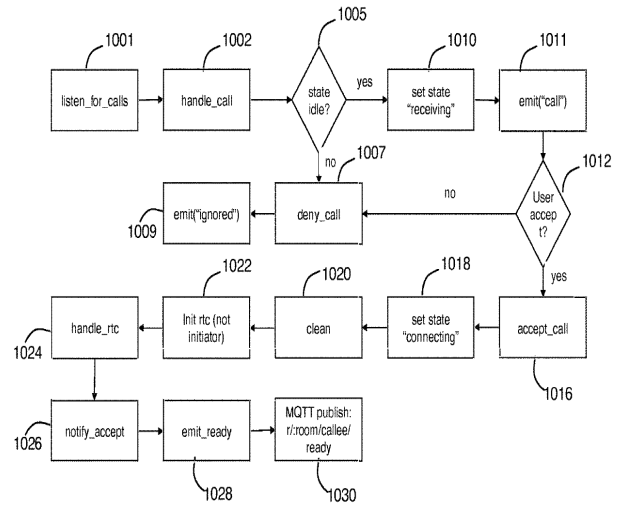 1001
1002
1005
1010
1011
listen_for_calls
handle_call
state
idle?
yes
set state
"receiving"
emit("call")
no
1007
1012
1009
emit("ignored")
deny_call
no
User
accep
t?
yes
1022
1020
1018
1024
handle_rtc
Init rtc (not
initiator)
clean
set state
"connecting"
accept_call
1016
1026
notify_accept
emit_ready
MQTT publish:
r/:room/callee/
ready
1028
1030